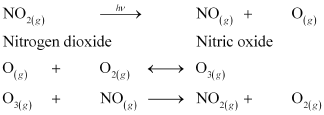 NO₂(g) hν→ NO(g) + O(g)
Nitrogen dioxide Nitric oxide
O(g) + O₂(g) ⟷ O₃(g)
O₃(g) + NO(g) ⟶ NO₂(g) + O₂(g)